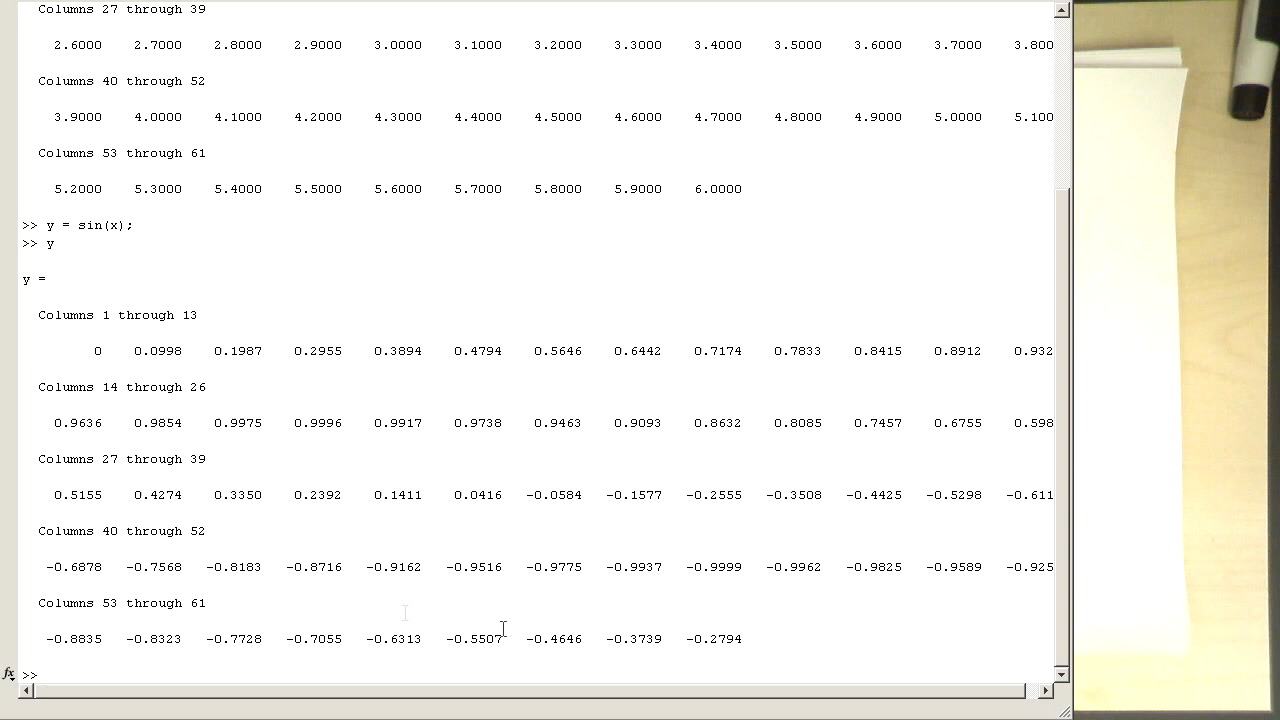 Columns 27 through 39
2.6000 2.7000 2.8000 2.9000 3.0000 3.1000 3.2000 3.3000 3.4000 3.5000 3.6000 3.7000 3.800
Columns 40 through 52
3.9000 4.0000 4.1000 4.2000 4.3000 4.4000 4.5000 4.6000 4.7000 4.8000 4.9000 5.0000 5.100
Columns 53 through 61
5.2000 5.3000 5.4000 5.5000 5.6000 5.7000 5.8000 5.9000 6.0000
>> y = sin(x);
>> y
y =
Columns 1 through 13
0 0.0998 0.1987 0.2955 0.3894 0.4794 0.5646 0.6442 0.7174 0.7833 0.8415 0.8912 0.932
Columns 14 through 26
0.9636 0.9854 0.9975 0.9996 0.9917 0.9738 0.9463 0.9093 0.8632 0.8085 0.7457 0.6755 0.598
Columns 27 through 39
0.5155 0.4274 0.3350 0.2392 0.1411 0.0416 -0.0584 -0.1577 -0.2555 -0.3508 -0.4425 -0.5298 -0.611
Columns 40 through 52
-0.6878 -0.7568 -0.8183 -0.8716 -0.9162 -0.9516 -0.9775 -0.9937 -0.9999 -0.9962 -0.9825 -0.9589 -0.925
Columns 53 through 61
-0.8835 -0.8323 -0.7728 -0.7055 -0.6313 -0.5507 -0.4646 -0.3739 -0.2794
fx >>